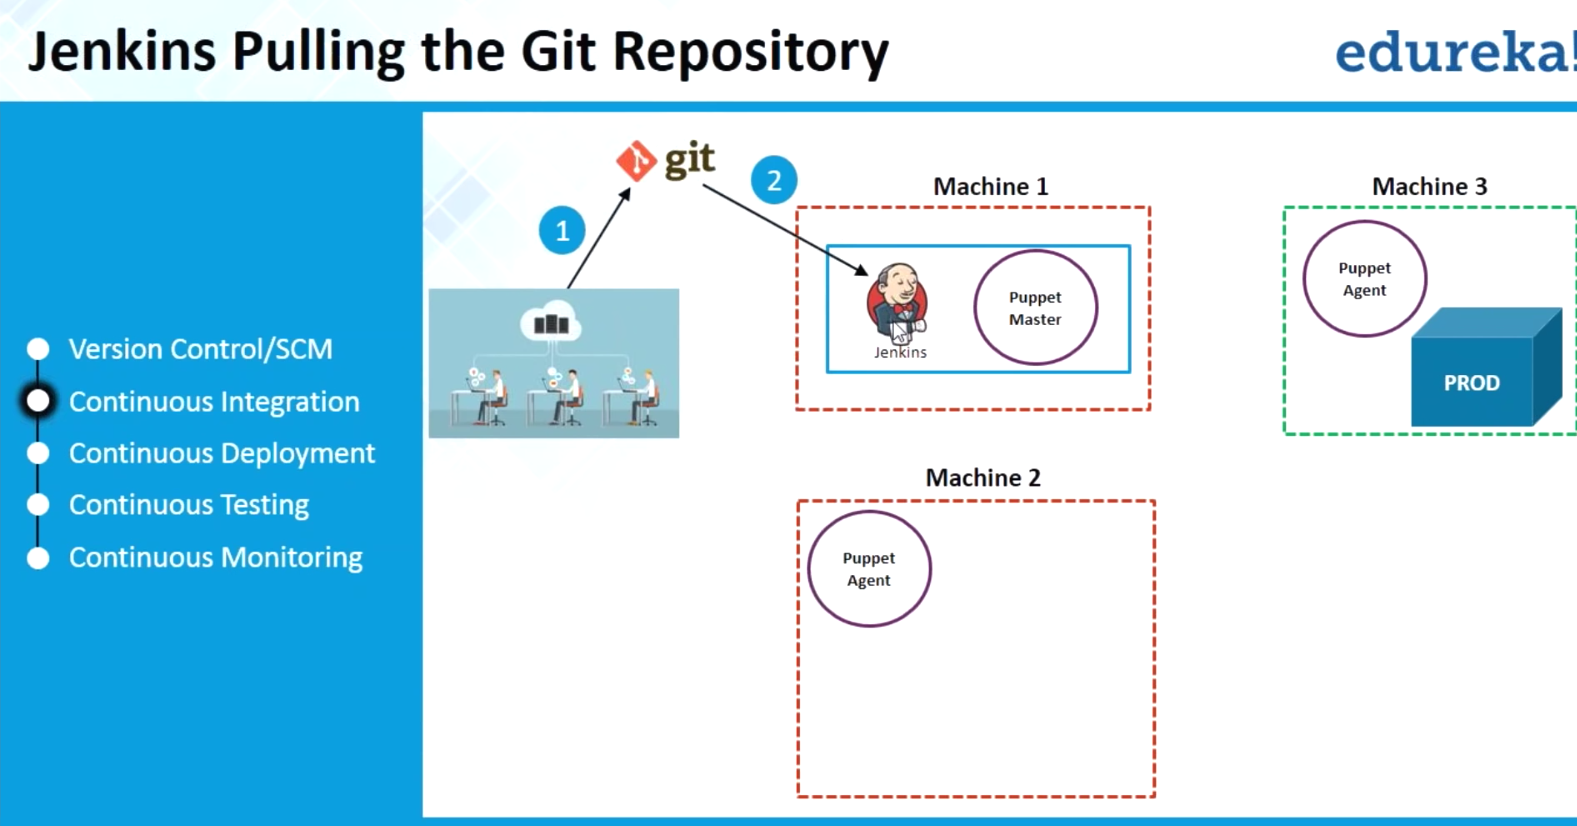 Jenkins Pulling the Git Repository
edureka!
Version Control/SCM
Continuous Integration
Continuous Deployment
Continuous Testing
Continuous Monitoring
git
1
2
Machine 1
Jenkins
Puppet
Master
Machine 3
Puppet
Agent
PROD
Machine 2
Puppet
Agent